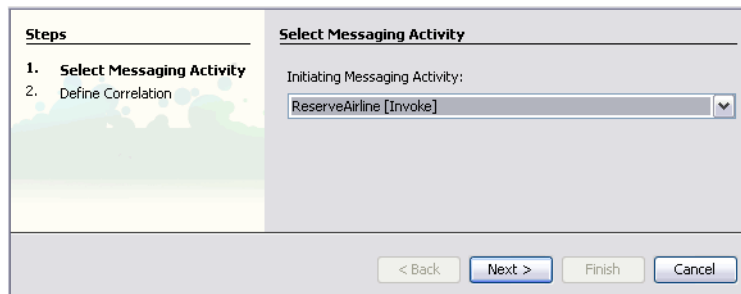 Steps
1. Select Messaging Activity
2. Define Correlation
Select Messaging Activity
Initiating Messaging Activity:
ReserveAirline [Invoke]
< Back Next > Finish Cancel